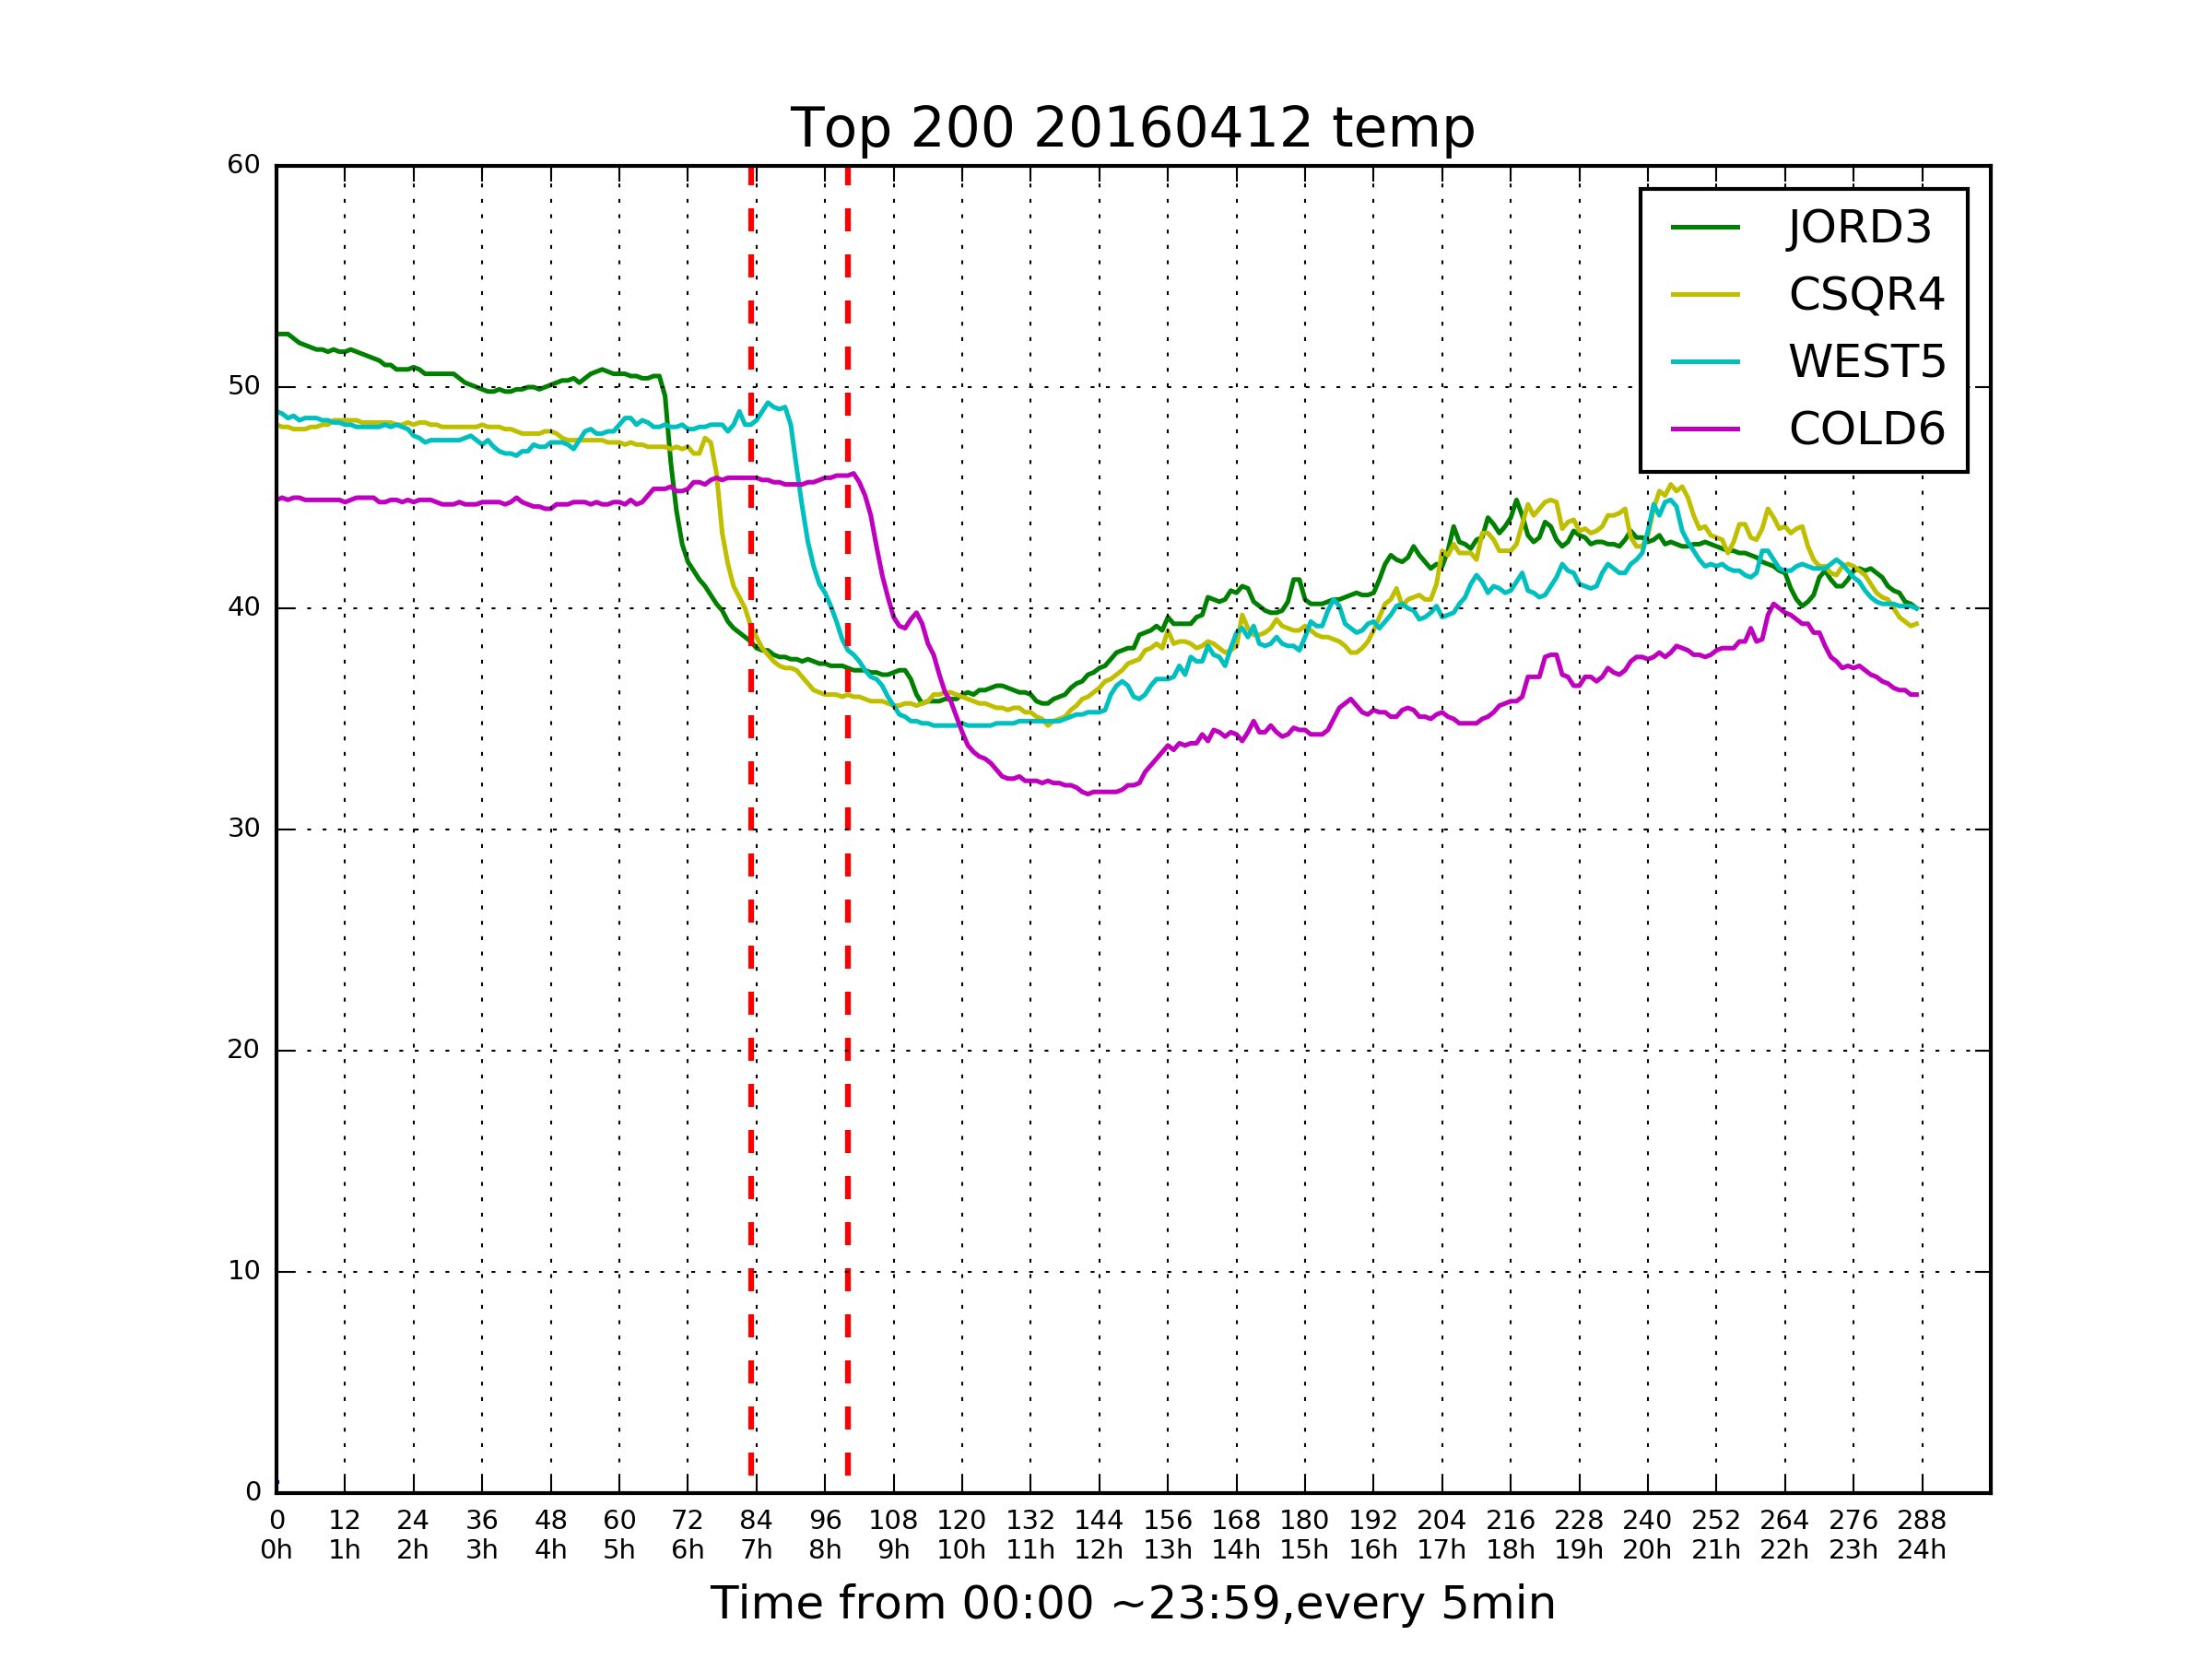 Top 200 20160412 temp
60
50
40
30
20
10
0
JORD3
CSQR4
WEST5
COLD6
0 12 24 36 48 60 72 84 96 108 120 132 144 156 168 180 192 204 216 228 240 252 264 276 288
0h 1h 2h 3h 4h 5h 6h 7h 8h 9h 10h 11h 12h 13h 14h 15h 16h 17h 18h 19h 20h 21h 22h 23h 24h
Time from 00:00 ~23:59,every 5min